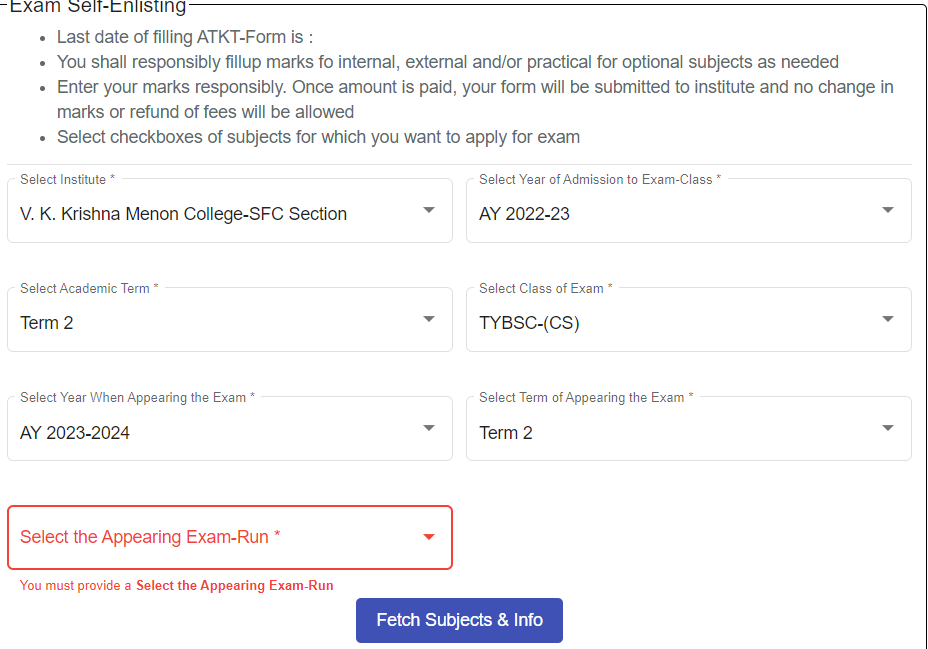 Exam Self-Enlisting
Last date of filling ATKT-Form is :
You shall responsibly fillup marks fo internal, external and/or practical for optional subjects as needed
Enter your marks responsibly. Once amount is paid, your form will be submitted to institute and no change in
marks or refund of fees will be allowed
Select checkboxes of subjects for which you want to apply for exam
Select Institute *
V. K. Krishna Menon College-SFC Section
Select Year of Admission to Exam-Class *
AY 2022-23
Select Academic Term *
Term 2
Select Class of Exam *
TYBSC-(CS)
Select Year When Appearing the Exam *
AY 2023-2024
Select Term of Appearing the Exam *
Term 2
Select the Appearing Exam-Run *
You must provide a Select the Appearing Exam-Run
Fetch Subjects & Info